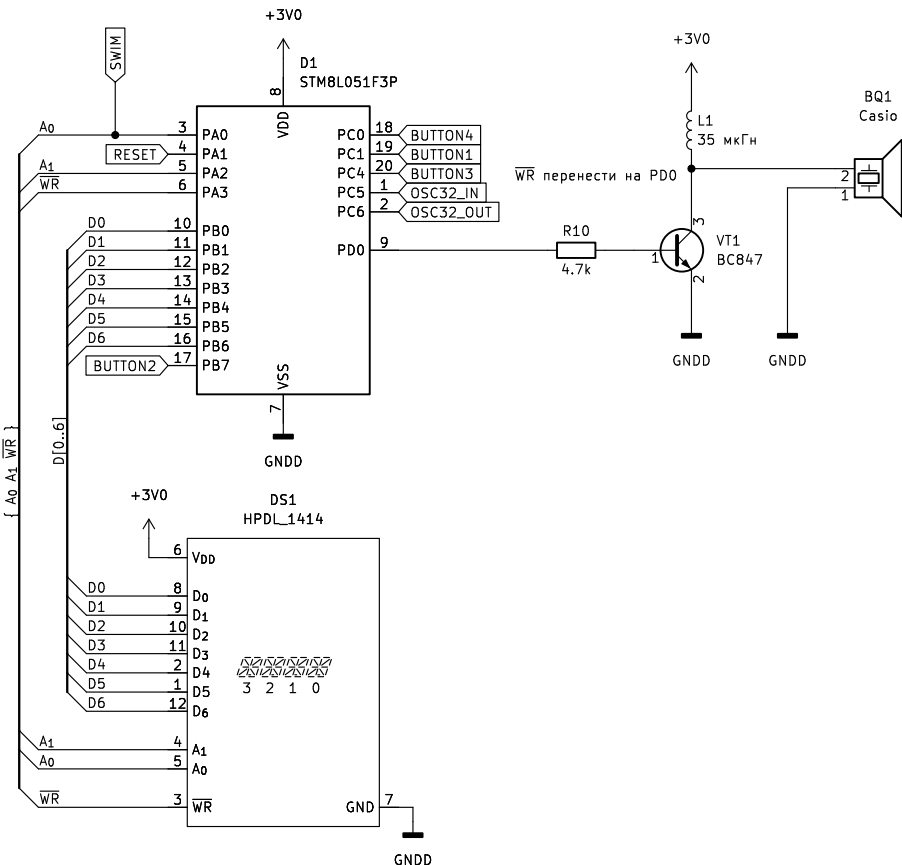 +3V0
SWIM
D1
STM8L051F3P
8
VDD
A0
3 PA0
RESET
4 PA1
A1
5 PA2
WR
6 PA3
D0
10 PB0
D1
11 PB1
D2
12 PB2
D3
13 PB3
D4
14 PB4
D5
15 PB5
D6
16 PB6
BUTTON2
17 PB7
PC0 18 BUTTON4
PC1 19 BUTTON1
PC4 20 BUTTON3
PC5 1 OSC32_IN
PC6 2 OSC32_OUT
PD0 9
VSS
7
GNDD
+3V0
L1
35 мкГн
WR перенести на PD0
R10
4.7k
3
1
2
VT1
BC847
GNDD
BQ1
Casio
2
1
GNDD
{ A0 A1 WR }
D[0..6]
+3V0
DS1
HPDL_1414
6 VDD
D0
8 D0
D1
9 D1
D2
10 D2
D3
11 D3
D4
2 D4
D5
1 D5
D6
12 D6
3 2 1 0
A1
4 A1
A0
5 A0
WR
3 WR
GND 7
GNDD